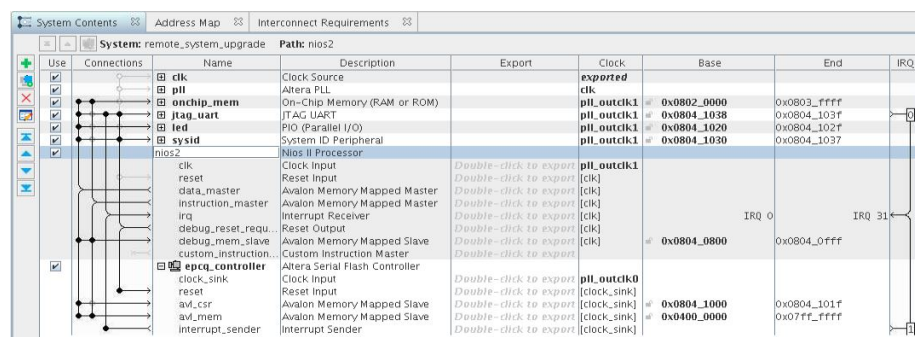 System Contents Address Map Interconnect Requirements
System: remote_system_upgrade Path: nios2
Use Connections Name Description Export Clock Base End IRQ
clk Clock Source exported
pll Altera PLL clk
onchip_mem On-Chip Memory (RAM or ROM) pll_outclk1 0x0802_0000 0x0803_ffff
jtag_uart JTAG UART pll_outclk1 0x0804_1038 0x0804_103f 0
led PIO (Parallel I/O) pll_outclk1 0x0804_1020 0x0804_102f
sysid System ID Peripheral pll_outclk1 0x0804_1030 0x0804_1037
nios2 Nios II Processor
clk Clock Input Double-click to export pll_outclk1
reset Reset Input Double-click to export [clk]
data_master Avalon Memory Mapped Master Double-click to export [clk]
instruction_master Avalon Memory Mapped Master Double-click to export [clk]
irq Interrupt Receiver Double-click to export [clk] IRQ 0 IRQ 31
debug_reset_requ... Reset Output Double-click to export [clk]
debug_mem_slave Avalon Memory Mapped Slave Double-click to export [clk] 0x0804_0800 0x0804_0fff
custom_instruction... Custom Instruction Master Double-click to export
epcq_controller Altera Serial Flash Controller
clock_sink Clock Input Double-click to export pll_outclk0
reset Reset Input Double-click to export [clock_sink]
avl_csr Avalon Memory Mapped Slave Double-click to export [clock_sink] 0x0804_1000 0x0804_101f
avl_mem Avalon Memory Mapped Slave Double-click to export [clock_sink] 0x0400_0000 0x07ff_ffff
interrupt_sender Interrupt Sender Double-click to export [clock_sink] 1